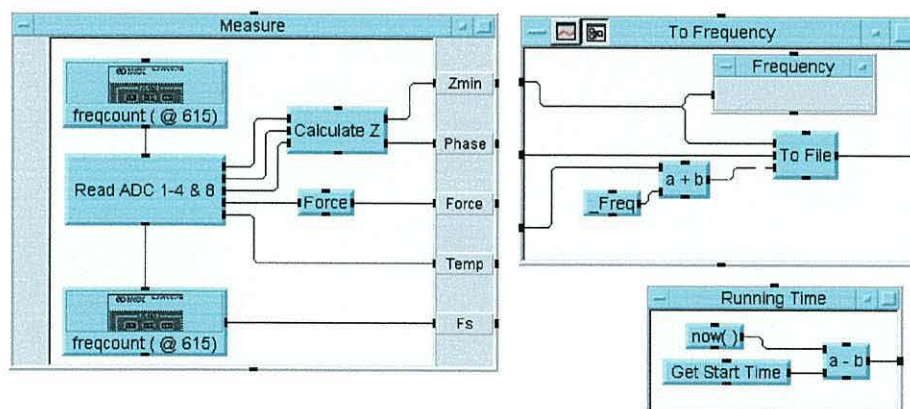 Measure
freqcount ( @ 615)
Read ADC 1-4 & 8
Calculate Z
Force
freqcount ( @ 615)
Zmin
Phase
Force
Temp
Fs
To Frequency
Frequency
To File
a + b
_Freq
Running Time
now( )
Get Start Time
a - b